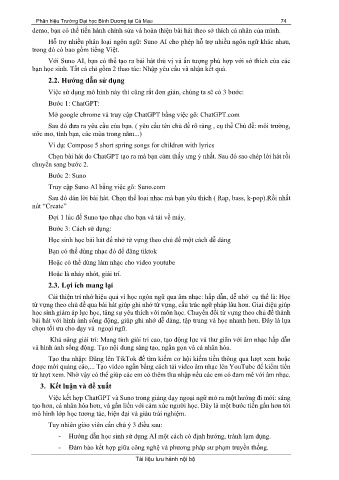 Phân hiệu Trường Đại học Bình Dương tại Cà Mau 74
demo, bạn có thể tiến hành chỉnh sửa và hoàn thiện bài hát theo sở thích cá nhân của mình.
Hỗ trợ nhiều phân loại ngôn ngữ: Suno AI cho phép hỗ trợ nhiều ngôn ngữ khác nhau,
trong đó có bao gồm tiếng Việt.
Với Suno AI, bạn có thể tạo ra bài hát thú vị và ấn tượng phù hợp với sở thích của các
bạn học sinh. Tất cả chỉ gồm 2 thao tác: Nhập yêu cầu và nhận kết quả.
2.2. Hướng dẫn sử dụng
Việc sử dụng mô hình này thì cũng rất đơn giản, chúng ta sẽ có 3 bước:
Bước 1: ChatGPT:
Mở google chrome và truy cập ChatGPT bằng việc gõ: ChatGPT.com
Sau đó đưa ra yêu cầu của bạn. ( yêu cầu tên chủ đề rõ ràng , cụ thể Chủ đề: môi trường,
ước mơ, tình bạn, các mùa trong năm...)
Ví dụ: Compose 5 short spring songs for children with lyrics
Chọn bài hát do ChatGPT tạo ra mà bạn cảm thấy ưng ý nhất. Sau đó sao chép lời hát rồi
chuyển sang bước 2.
Bước 2: Suno
Truy cập Suno AI bằng việc gõ: Suno.com
Sau đó dán lời bài hát. Chọn thể loại nhạc mà bạn yêu thích ( Rap, bass, k-pop).Rồi nhất
nút “Create”
Đợi 1 lúc để Suno tạo nhạc cho bạn và tải về máy.
Bước 3: Cách sử dụng:
Học sinh học bài hát để nhớ từ vựng theo chủ đề một cách dễ dàng
Bạn có thể dùng nhạc đó để đăng tiktok
Hoặc có thể dùng làm nhạc cho video youtube
Hoặc là nhảy nhót, giải trí.
2.3. Lợi ích mang lại
Cải thiện trí nhớ hiệu quả vì học ngôn ngữ qua âm nhạc: hấp dẫn, dễ nhớ cụ thể là: Học
từ vựng theo chủ đề qua bài hát giúp ghi nhớ từ vựng, cấu trúc ngữ pháp lâu hơn. Giai điệu giúp
học sinh giảm áp lực học, tăng sự yêu thích với môn học. Chuyển đổi từ vựng theo chủ đề thành
bài hát với hình ảnh sống động, giúp ghi nhớ dễ dàng, tập trung và học nhanh hơn. Đây là lựa
chọn tối ưu cho dạy và ngoại ngữ.
Khả năng giải trí: Mang tính giải trí cao, tạo động lực và thư giãn với âm nhạc hấp dẫn
và hình ảnh sống động. Tạo nội dung sáng tạo, ngắn gọn và cá nhân hóa.
Tạo thu nhập: Đăng lên TikTok để tìm kiếm cơ hội kiếm tiền thông qua lượt xem hoặc
được mời quảng cáo,... Tạo video ngắn bằng cách tải video âm nhạc lên YouTube để kiếm tiền
từ lượt xem. Nhờ vậy có thể giúp các em có thêm thu nhập nếu các em có đam mê với âm nhạc.
3. Kết luận và đề xuất
Việc kết hợp ChatGPT và Suno trong giảng dạy ngoại ngữ mở ra một hướng đi mới: sáng
tạo hơn, cá nhân hóa hơn, và gắn liền với cảm xúc người học. Đây là một bước tiến gần hơn tới
mô hình lớp học tương tác, hiện đại và giàu trải nghiệm.
Tuy nhiên giáo viên cần chú ý 3 điều sau:
- Hướng dẫn học sinh sử dụng AI một cách có định hướng, tránh lạm dụng.
- Đảm bảo kết hợp giữa công nghệ và phương pháp sư phạm truyền thống.
Tài liệu lưu hành nội bộ